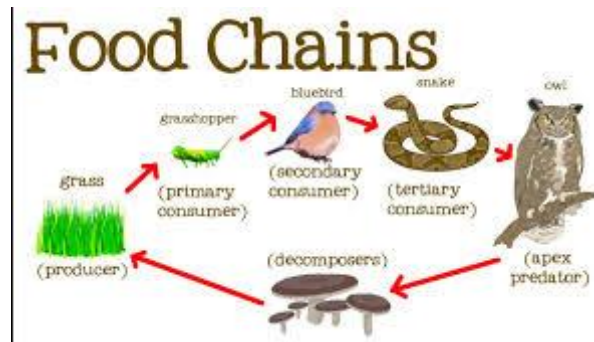 Food Chains
grass
(producer)
grasshopper
(primary
consumer)
bluebird
(secondary
consumer)
snake
(tertiary
consumer)
owl
(apex
predator)
(decomposers)